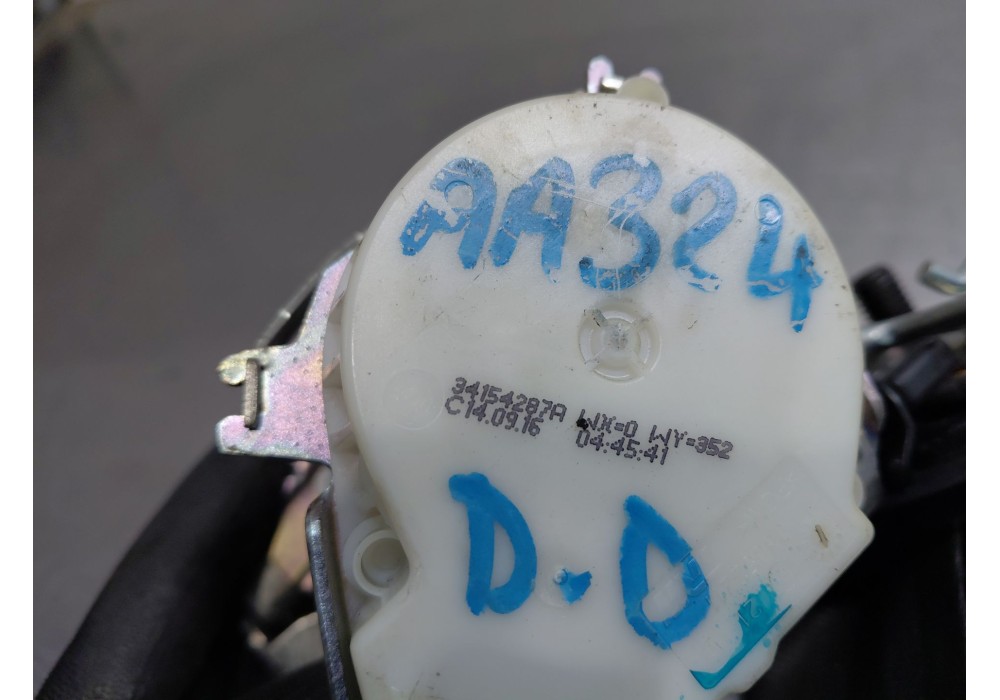 AA324
34154287A WX=0 WY=352
C14.09.16 04:45:41
D.D